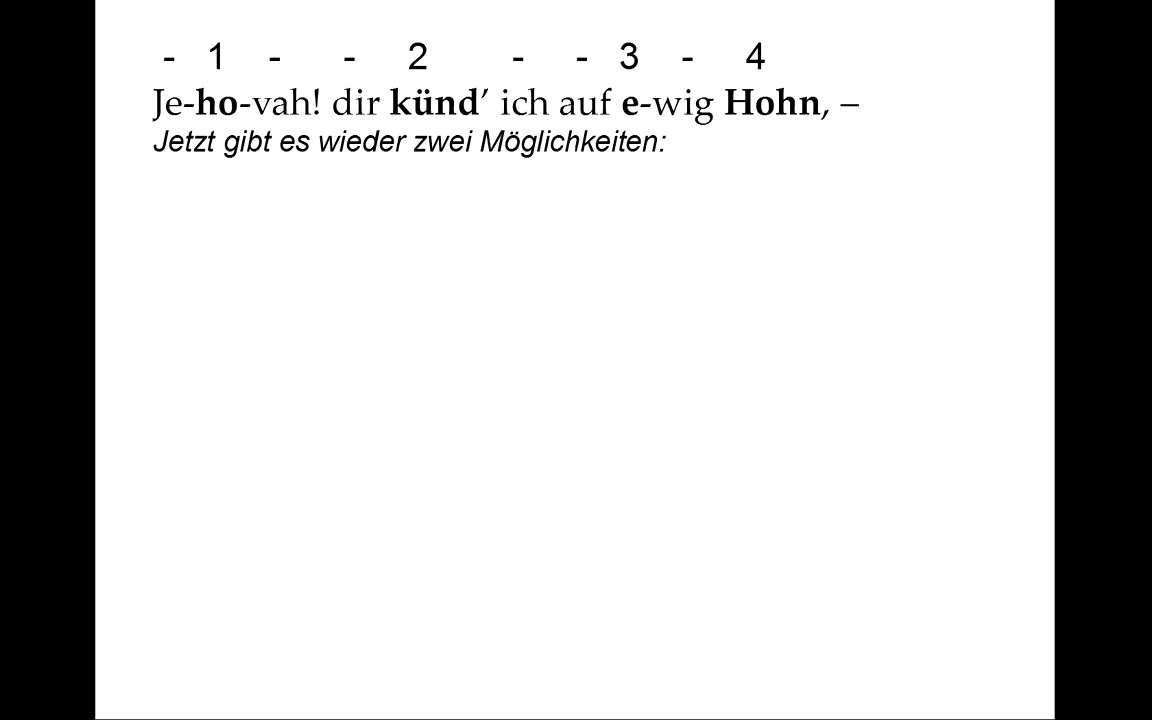 - 1 - - 2 - - 3 - 4
Je-ho-vah! dir künd’ ich auf e-wig Hohn, –
Jetzt gibt es wieder zwei Möglichkeiten: